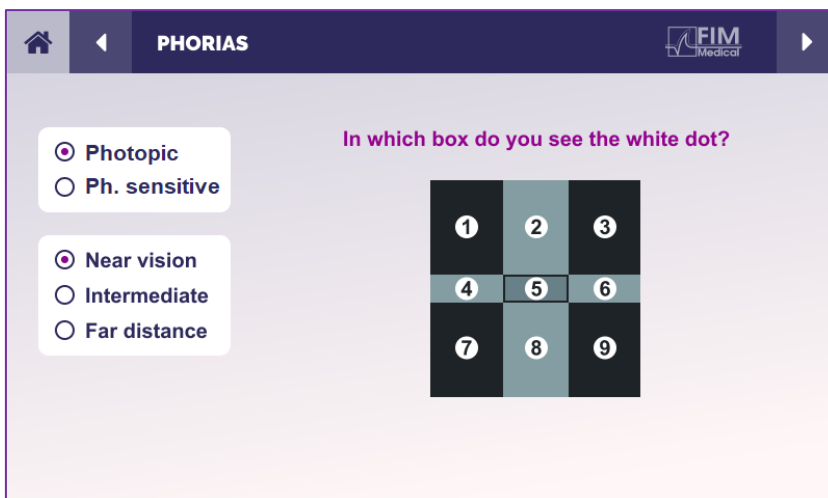 PHORIAS
FIM
Medical
Photopic
Ph. sensitive
Near vision
Intermediate
Far distance
In which box do you see the white dot?
1 2 3
4 5 6
7 8 9